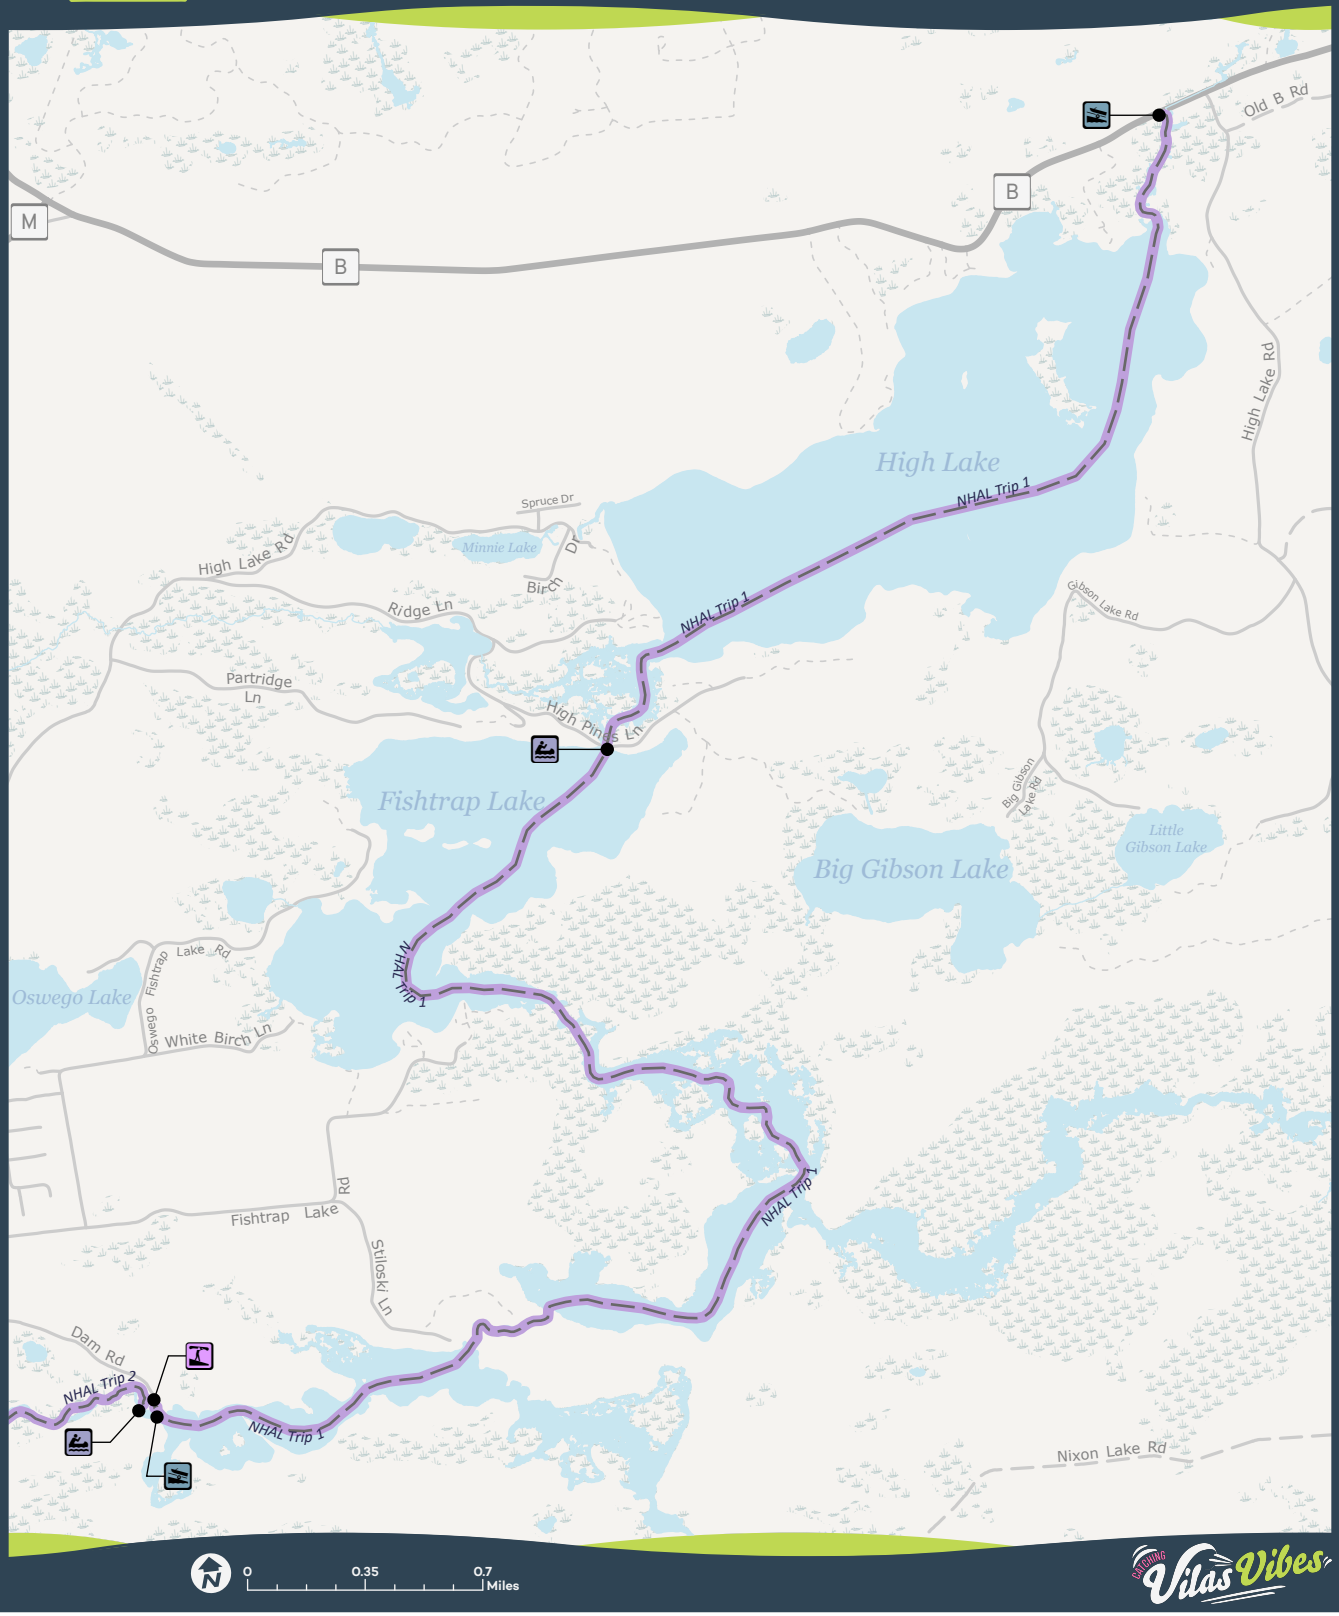 Old B Rd
B
M
B
High Lake Rd
High Lake
NHAL Trip 1
Spruce Dr
Minnie Lake
High Lake Rd
Birch Dr
Ridge Ln
NHAL Trip 1
Gibson Lake Rd
Partridge
Ln
High Pines Ln
Fishtrap Lake
Big Gibson
Lake Rd
Little
Gibson Lake
Big Gibson Lake
Oswego Fishtrap Lake Rd
NHAL Trip 1
Oswego Lake
White Birch Ln
NHAL Trip 1
Fishtrap Lake Rd
Stiloski Ln
Dam Rd
NHAL Trip 2
NHAL Trip 1
Nixon Lake Rd
N
0 0.35 0.7
Miles
CATCHING
Vilas Vibes